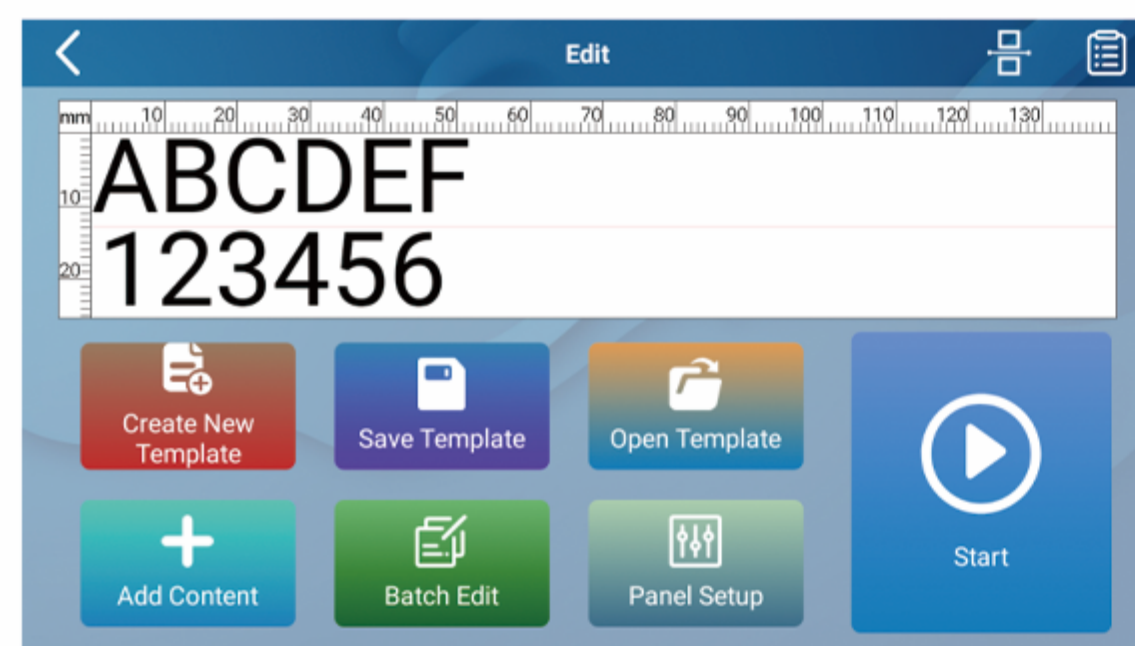 Edit
mm 10 20 30 40 50 60 70 80 90 100 110 120 130
ABCDEF
10
123456
20
Create New
Template
Save Template
Open Template
Start
Add Content
Batch Edit
Panel Setup